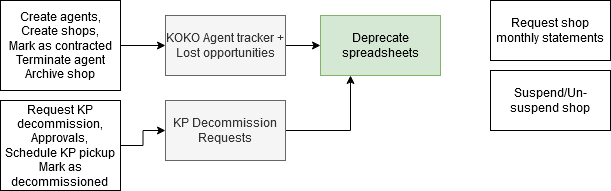 Create agents,
Create shops,
Mark as contracted
Terminate agent
Archive shop
KOKO Agent tracker +
Lost opportunities
Deprecate
spreadsheets
Request shop
monthly statements
Request KP
decommission,
Approvals,
Schedule KP pickup
Mark as
decommissioned
KP Decommission
Requests
Suspend/Un-
suspend shop